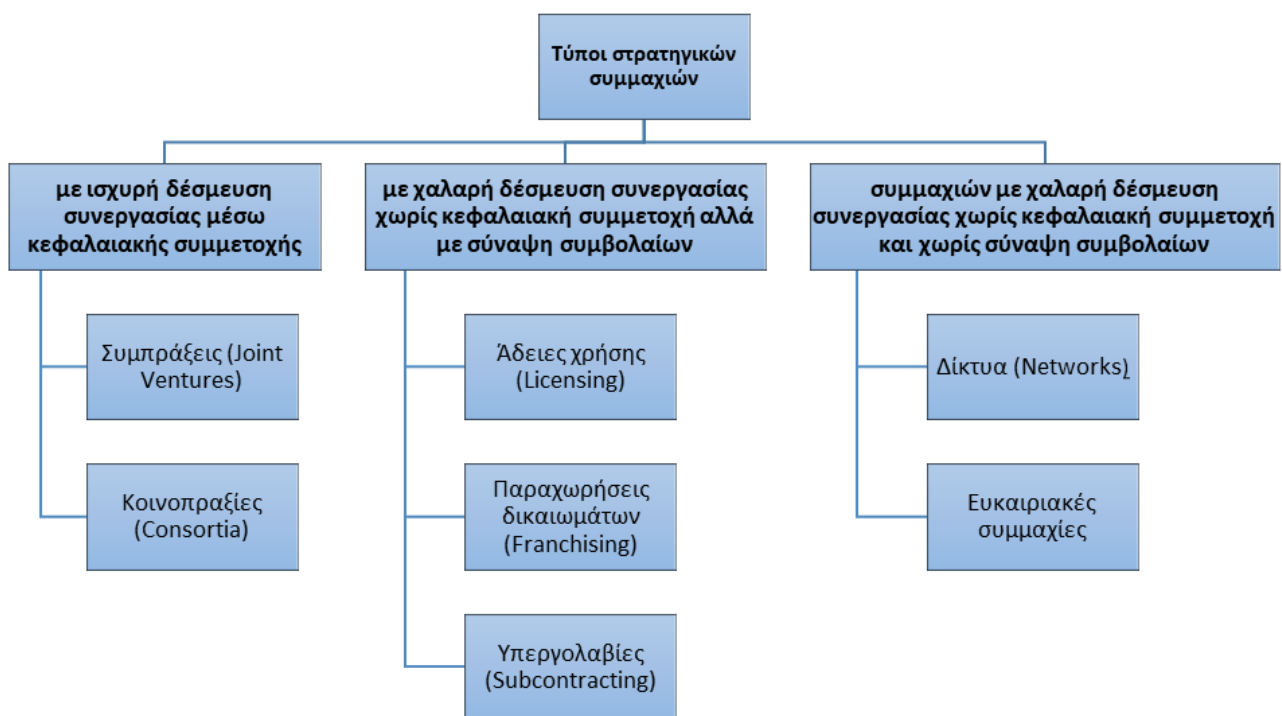 Τύποι στρατηγικών
συμμαχιών
με ισχυρή δέσμευση
συνεργασίας μέσω
κεφαλαιακής συμμετοχής
με χαλαρή δέσμευση συνεργασίας
χωρίς κεφαλαιακή συμμετοχή αλλά
με σύναψη συμβολαίων
συμμαχιών με χαλαρή δέσμευση
συνεργασίας χωρίς κεφαλαιακή συμμετοχή
και χωρίς σύναψη συμβολαίων
Συμπράξεις (Joint
Ventures)
Κοινοπραξίες
(Consortia)
Άδειες χρήσης
(Licensing)
Παραχωρήσεις
δικαιωμάτων
(Franchising)
Υπεργολαβίες
(Subcontracting)
Δίκτυα (Networks)
Ευκαιριακές
συμμαχίες